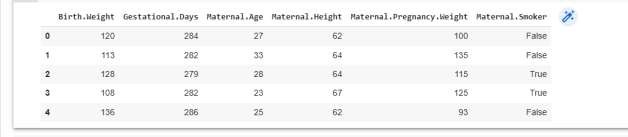 Birth.Weight Gestational.Days Maternal.Age Maternal.Height Maternal.Pregnancy.Weight Maternal.Smoker
0 120 284 27 62 100 False
1 113 282 33 64 135 False
2 128 279 28 64 115 True
3 108 282 23 67 125 True
4 136 286 25 62 93 False